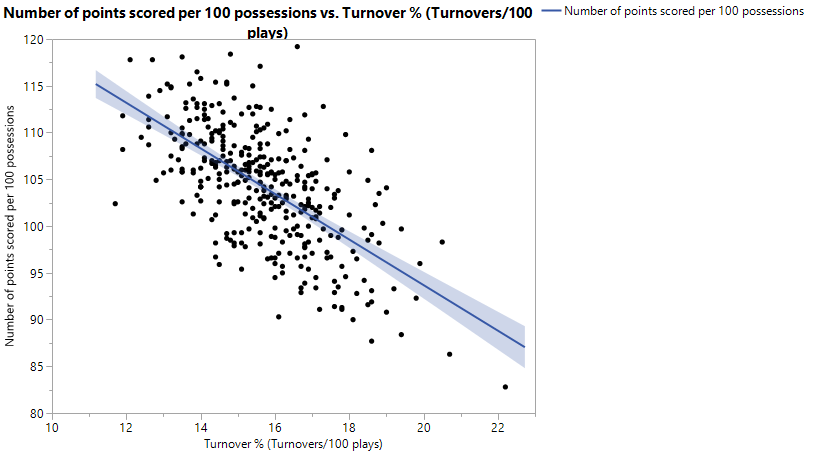 Number of points scored per 100 possessions vs. Turnover % (Turnovers/100
plays)
Number of points scored per 100 possessions
120
115
110
105
100
95
90
85
80
Number of points scored per 100 possessions
10 12 14 16 18 20 22
Turnover % (Turnovers/100 plays)